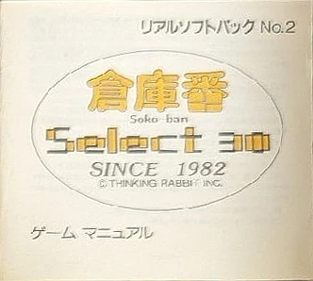 リアルソフトパック No.2
倉庫番
Soko-ban
Select 30
SINCE 1982
© THINKING RABBIT INC.
ゲーム マニュアル